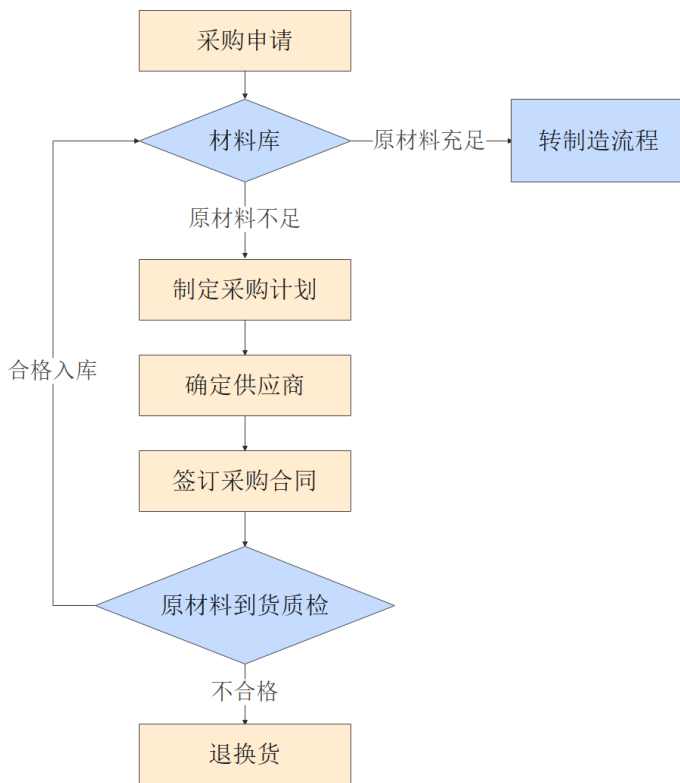 采购申请
材料库
原材料充足
转制造流程
原材料不足
制定采购计划
合格入库
确定供应商
签订采购合同
原材料到货质检
不合格
退换货